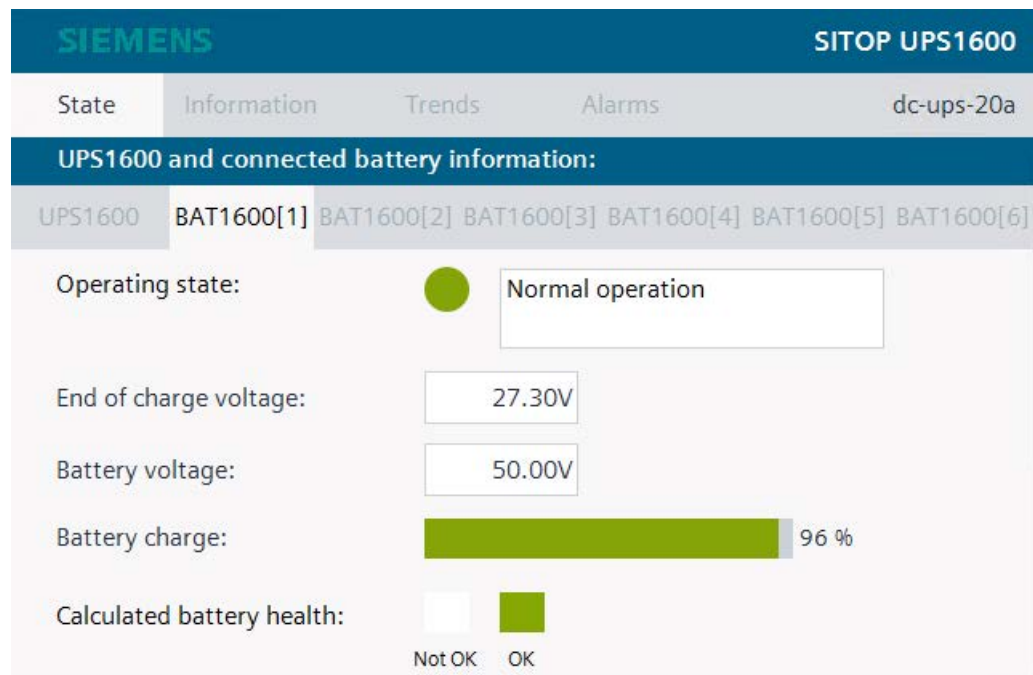 SIEMENS SITOP UPS1600
State Information Trends Alarms dc-ups-20a
UPS1600 and connected battery information:
UPS1600 BAT1600[1] BAT1600[2] BAT1600[3] BAT1600[4] BAT1600[5] BAT1600[6]
Operating state: Normal operation
End of charge voltage: 27.30V
Battery voltage: 50.00V
Battery charge: 96 %
Calculated battery health:
Not OK OK